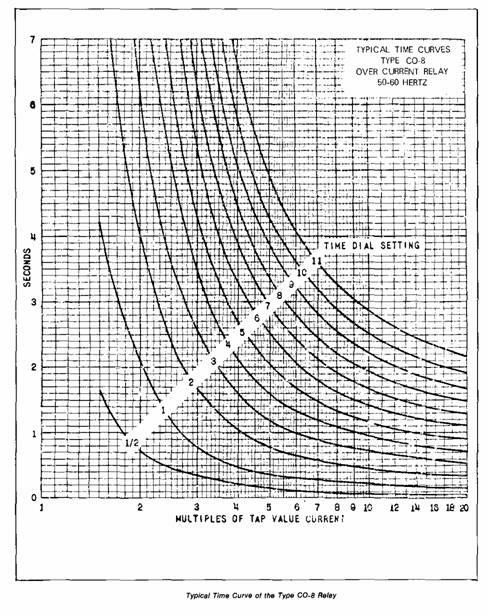 TYPICAL TIME CURVES
TYPE CO-8
OVER CURRENT RELAY
50-60 HERTZ
7
6
5
4
3
2
1
0
SECONDS
TIME DIAL SETTING
11
10
9
8
7
6
5
4
3
2
1
1/2
1 2 3 4 5 6 7 8 9 10 12 14 16 18 20
MULTIPLES OF TAP VALUE CURRENT
Typical Time Curve of the Type CO-8 Relay